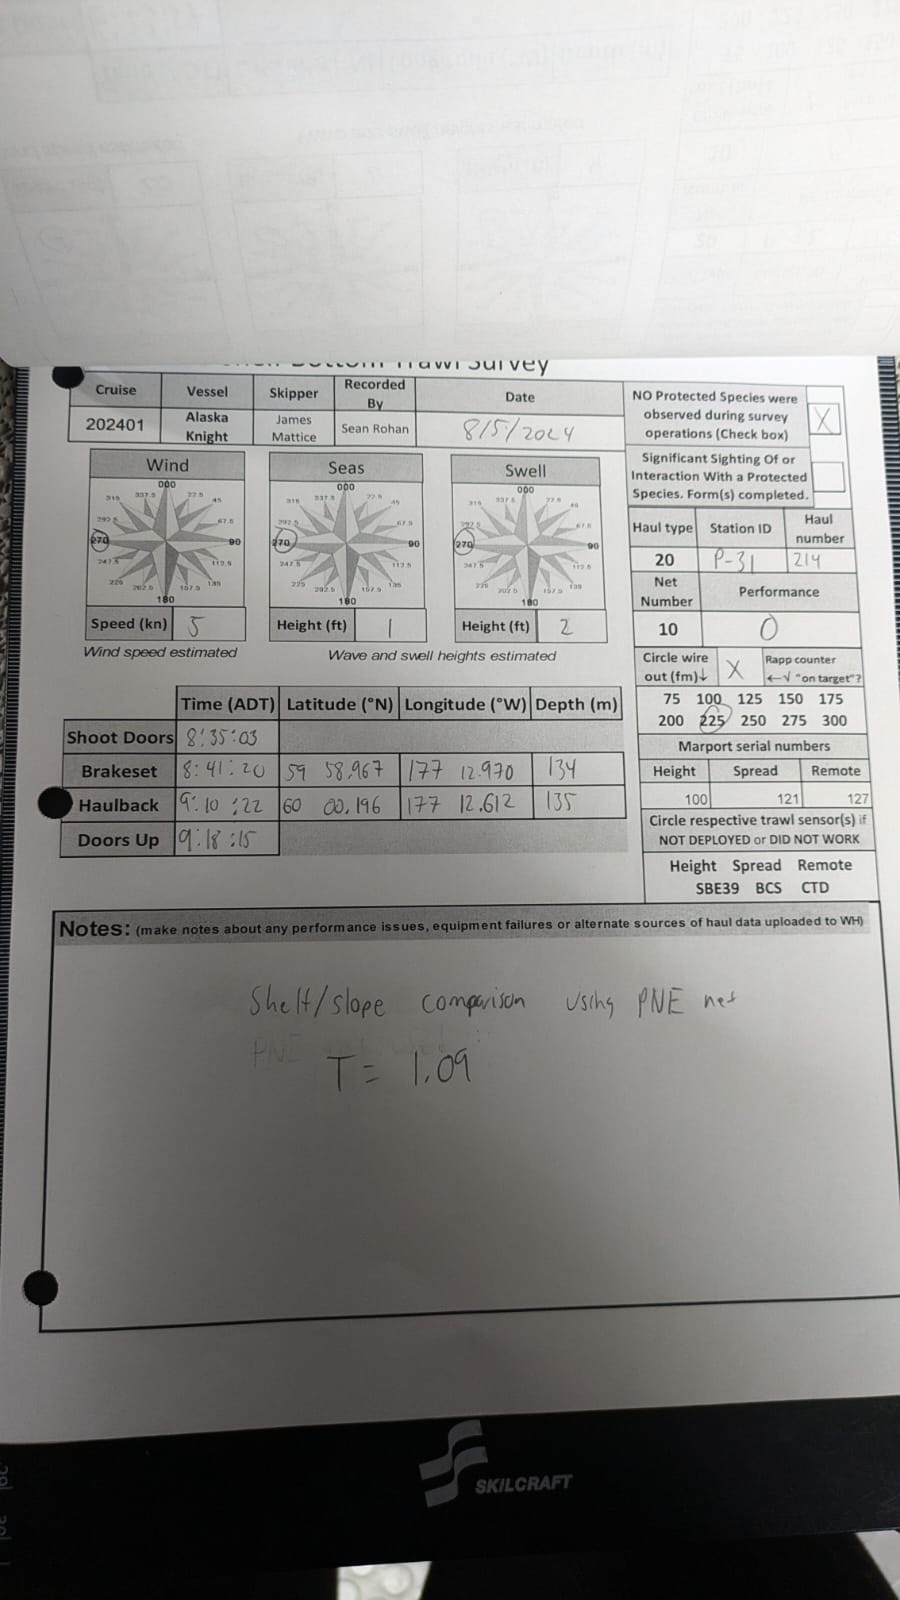 Bottom Trawl Survey
Cruise Vessel Skipper Recorded By Date
202401 Alaska Knight James Mattice Sean Rohan 8/5/2024
NO Protected Species were observed during survey operations (Check box) X
Significant Sighting Of or Interaction With a Protected Species. Form(s) completed.
Wind
000
315 337.5 22.5 45
292.5 67.5
270 90
247.5 112.5
225 202.5 157.5 135
180
Speed (kn) 5
Seas
000
315 337.5 22.5 45
292.5 67.5
270 90
247.5 112.5
225 202.5 157.5 135
180
Height (ft) 1
Swell
000
315 337.5 22.5 45
292.5 67.5
270 90
247.5 112.5
225 202.5 157.5 135
180
Height (ft) 2
Wind speed estimated
Wave and swell heights estimated
Haul type Station ID Haul number
20 P-31 214
Net Number Performance
10 0
Circle wire out (fm)↓ X Rapp counter ←√ "on target"?
75 100 125 150 175
200 225 250 275 300
Marport serial numbers
Height Spread Remote
100 121 127
Circle respective trawl sensor(s) if
NOT DEPLOYED or DID NOT WORK
Height Spread Remote
SBE39 BCS CTD
Time (ADT) Latitude (°N) Longitude (°W) Depth (m)
Shoot Doors 8:35:03
Brakeset 8:41:20 59 58.967 177 12.970 134
Haulback 9:10:22 60 00.196 177 12.612 135
Doors Up 9:18:15
Notes: (make notes about any performance issues, equipment failures or alternate sources of haul data uploaded to WH)
Shelf/slope comparison using PNE net
PNE
T= 1.09
SKILCRAFT